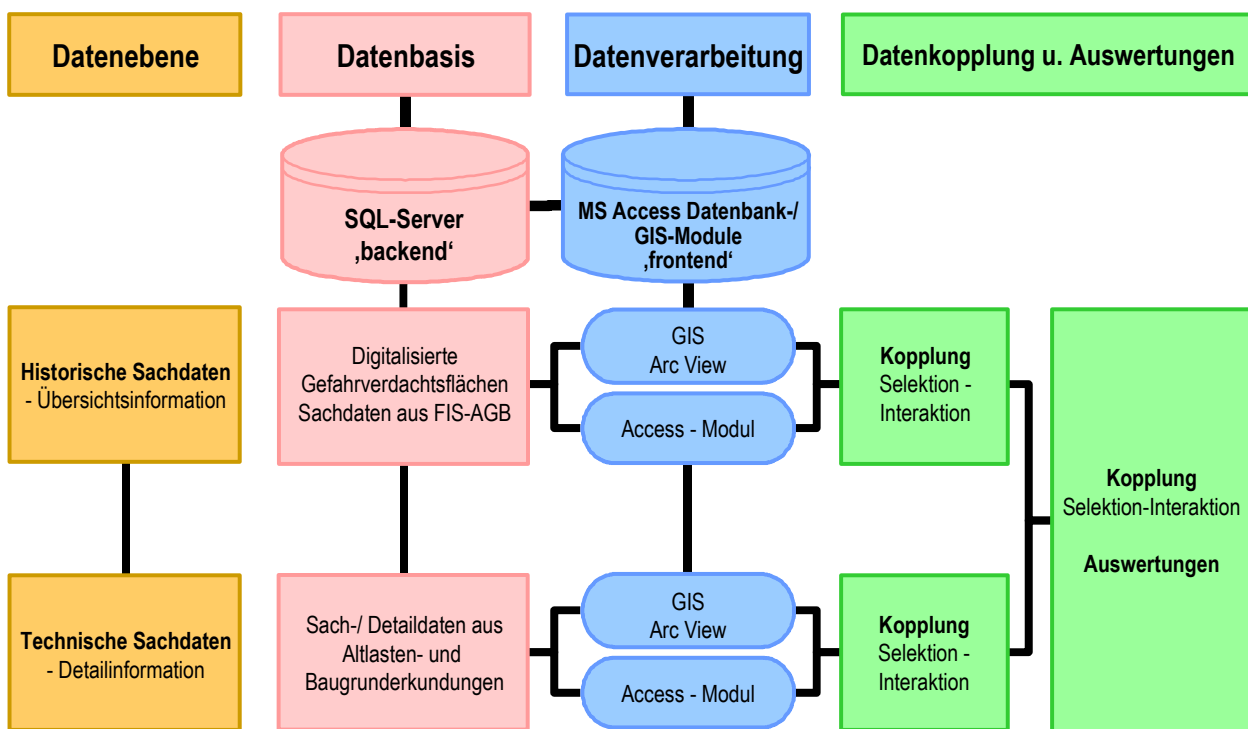 Datenebene
Datenbasis
Datenverarbeitung
Datenkopplung u. Auswertungen
SQL-Server
‚backend‘
MS Access Datenbank-/
GIS-Module
‚frontend‘
Historische Sachdaten
- Übersichtsinformation
Digitalisierte
Gefahrverdachtsflächen
Sachdaten aus FIS-AGB
GIS
Arc View
Access - Modul
Kopplung
Selektion -
Interaktion
Kopplung
Selektion-Interaktion
Auswertungen
Technische Sachdaten
- Detailinformation
Sach-/ Detaildaten aus
Altlasten- und
Baugrunderkundungen
GIS
Arc View
Access - Modul
Kopplung
Selektion -
Interaktion